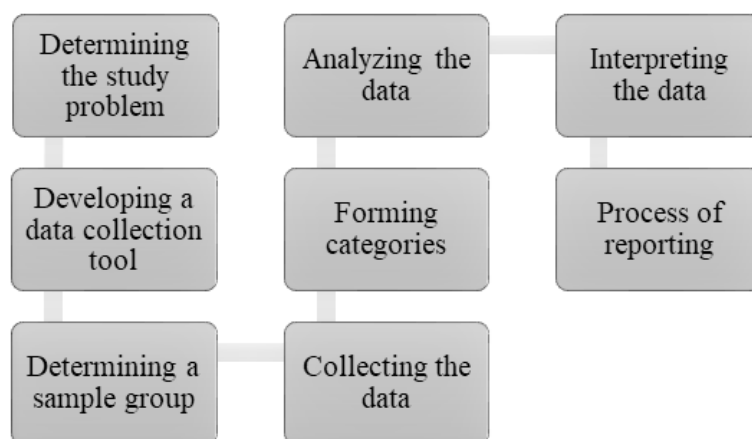 Determining
the study
problem
Developing a
data collection
tool
Determining a
sample group
Collecting the
data
Forming
categories
Analyzing the
data
Interpreting
the data
Process of
reporting